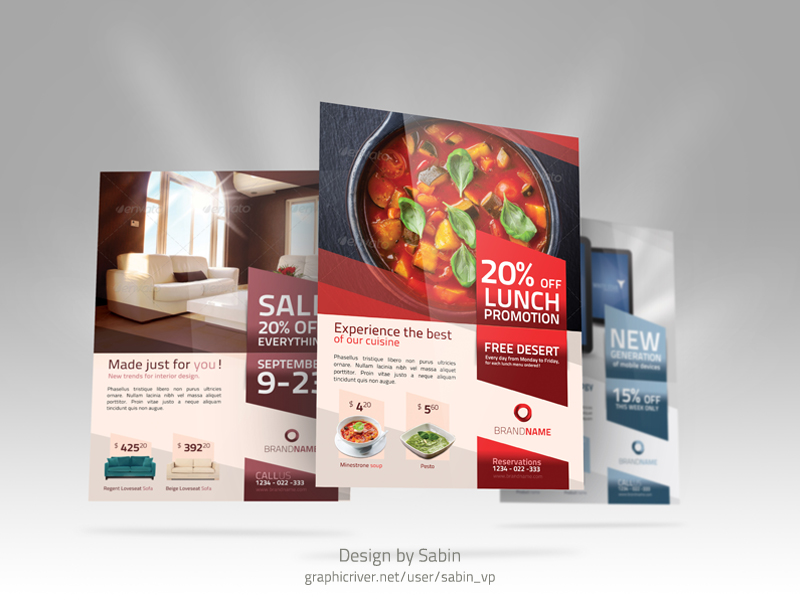 SAL
20% OF
EVERYTHIN
SEPTEMBE
9-23
Made just for you !
New trends for interior design.
Phasellus tristique libero non purus ultricies
ornare. Nullam lacinia nibh vel massa aliquam
porttitor. Proin vitae justo a neque aliquam
tincidunt quis non augue.
$ 425 20
$ 392 20
Regent Loveseat Sofa
Beige Loveseat Sofa
BRANDNAME
CALL US
1234 - 022 -333
20% OFF
LUNCH
PROMOTION
FREE DESERT
Every day from Monday to Friday,
for each lunch menu ordered!
Experience the best
of our cuisine
Phasellus tristique libero non purus ultricies
ornare. Nullam lacinia nibh vel massa aliquam
porttitor. Proin vitae justo a neque aliquam
tincidunt quis non augue.
$ 4 20
$ 5 60
Minestrone soup
Pesto
BRANDNAME
Reservations
1234 - 022 -333
NEW
GENERATION
of mobile devices
15% OFF
THIS WEEK ONLY
BRANDNAME
Design by Sabin
graphicriver.net/user/sabin_vp